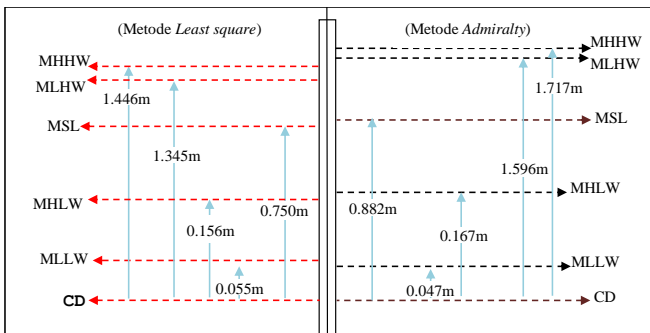 (Metode Least square)
MHHW
MLHW
1.446m
MSL
1.345m
MHLW
0.750m
0.156m
MLLW
0.055m
CD
(Metode Admiralty)
MHHW
MLHW
1.717m
MSL
1.596m
MHLW
0.882m
0.167m
MLLW
0.047m
CD